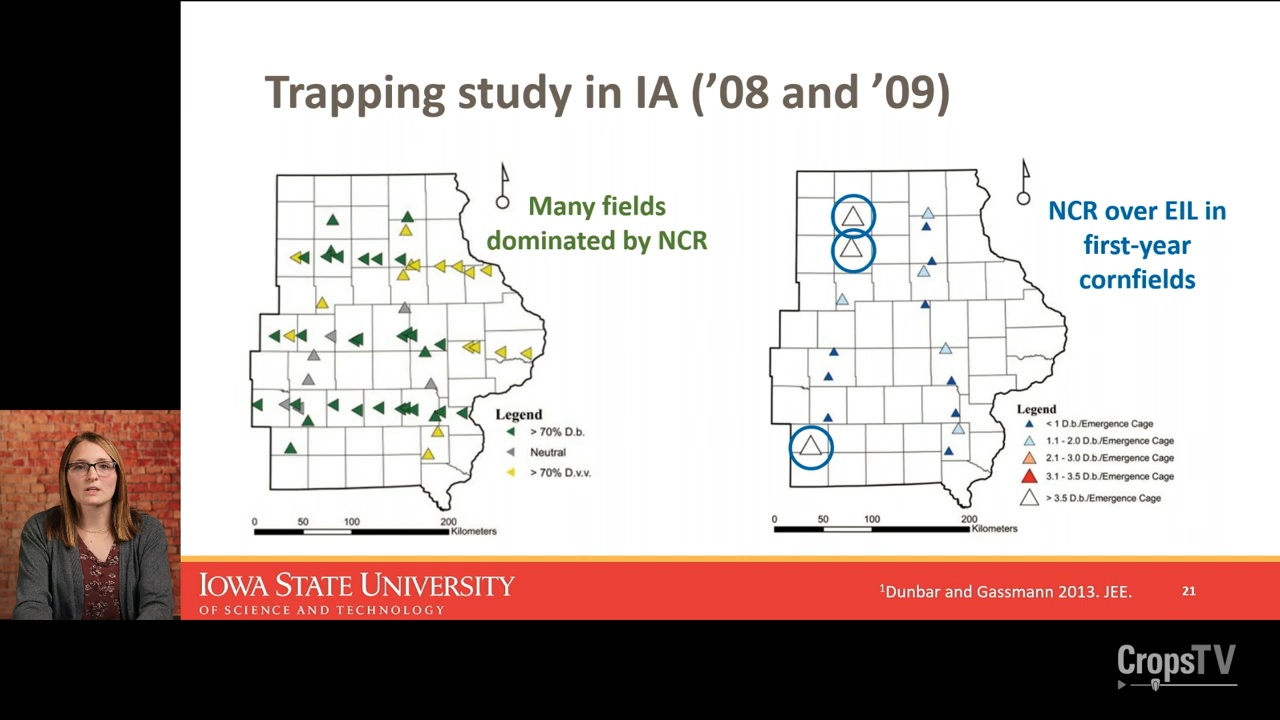 Trapping study in IA (’08 and ’09)
Many fields
dominated by NCR
NCR over EIL in
first-year
cornfields
Legend
> 70% D.b.
Neutral
> 70% D.v.v.
0 50 100 200
Kilometers
Legend
< 1 D.b./Emergence Cage
1.1 - 2.0 D.b./Emergence Cage
2.1 - 3.0 D.b./Emergence Cage
3.1 - 3.5 D.b./Emergence Cage
> 3.5 D.b./Emergence Cage
0 50 100 200
Kilometers
IOWA STATE UNIVERSITY
OF SCIENCE AND TECHNOLOGY
¹Dunbar and Gassmann 2013. JEE.
21
CropsTV